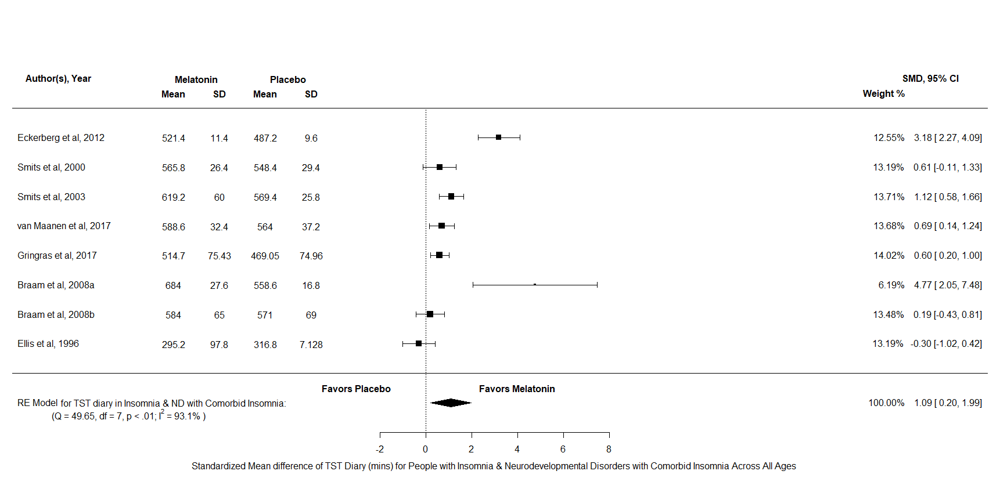 Author(s), Year Melatonin Placebo SMD, 95% CI
Mean SD Mean SD Weight %
Eckerberg et al, 2012 521.4 11.4 487.2 9.6 12.55% 3.18 [ 2.27, 4.09]
Smits et al, 2000 565.8 26.4 548.4 29.4 13.19% 0.61 [-0.11, 1.33]
Smits et al, 2003 619.2 60 569.4 25.8 13.71% 1.12 [ 0.58, 1.66]
van Maanen et al, 2017 588.6 32.4 564 37.2 13.68% 0.69 [ 0.14, 1.24]
Gringras et al, 2017 514.7 75.43 469.05 74.96 14.02% 0.60 [ 0.20, 1.00]
Braam et al, 2008a 684 27.6 558.6 16.8 6.19% 4.77 [ 2.05, 7.48]
Braam et al, 2008b 584 65 571 69 13.48% 0.19 [-0.43, 0.81]
Ellis et al, 1996 295.2 97.8 316.8 7.128 13.19% -0.30 [-1.02, 0.42]
Favors Placebo Favors Melatonin
RE Model for TST diary in Insomnia & ND with Comorbid Insomnia: 100.00% 1.09 [ 0.20, 1.99]
(Q = 49.65, df = 7, p < .01; I2 = 93.1% )
-2 0 2 4 6 8
Standardized Mean difference of TST Diary (mins) for People with Insomnia & Neurodevelopmental Disorders with Comorbid Insomnia Across All Ages